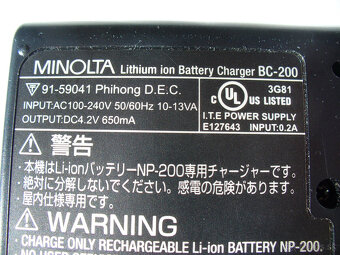 MINOLTA Lithium ion Battery Charger BC-200
91-59041 Phihong D.E.C.
INPUT:AC100-240V 50/60Hz 10-13VA
OUTPUT:DC4.2V 650mA
3G81
c UL US LISTED
I.T.E POWER SUPPLY
E127643 INPUT:0.2A
警告
・本機はLi-ionバッテリーNP-200専用チャージャーです。
・絶対に分解しないでください。感電の危険があります。
・屋内仕様専用です。
WARNING
・CHARGE ONLY RECHARGEABLE Li-ion BATTERY NP-200.